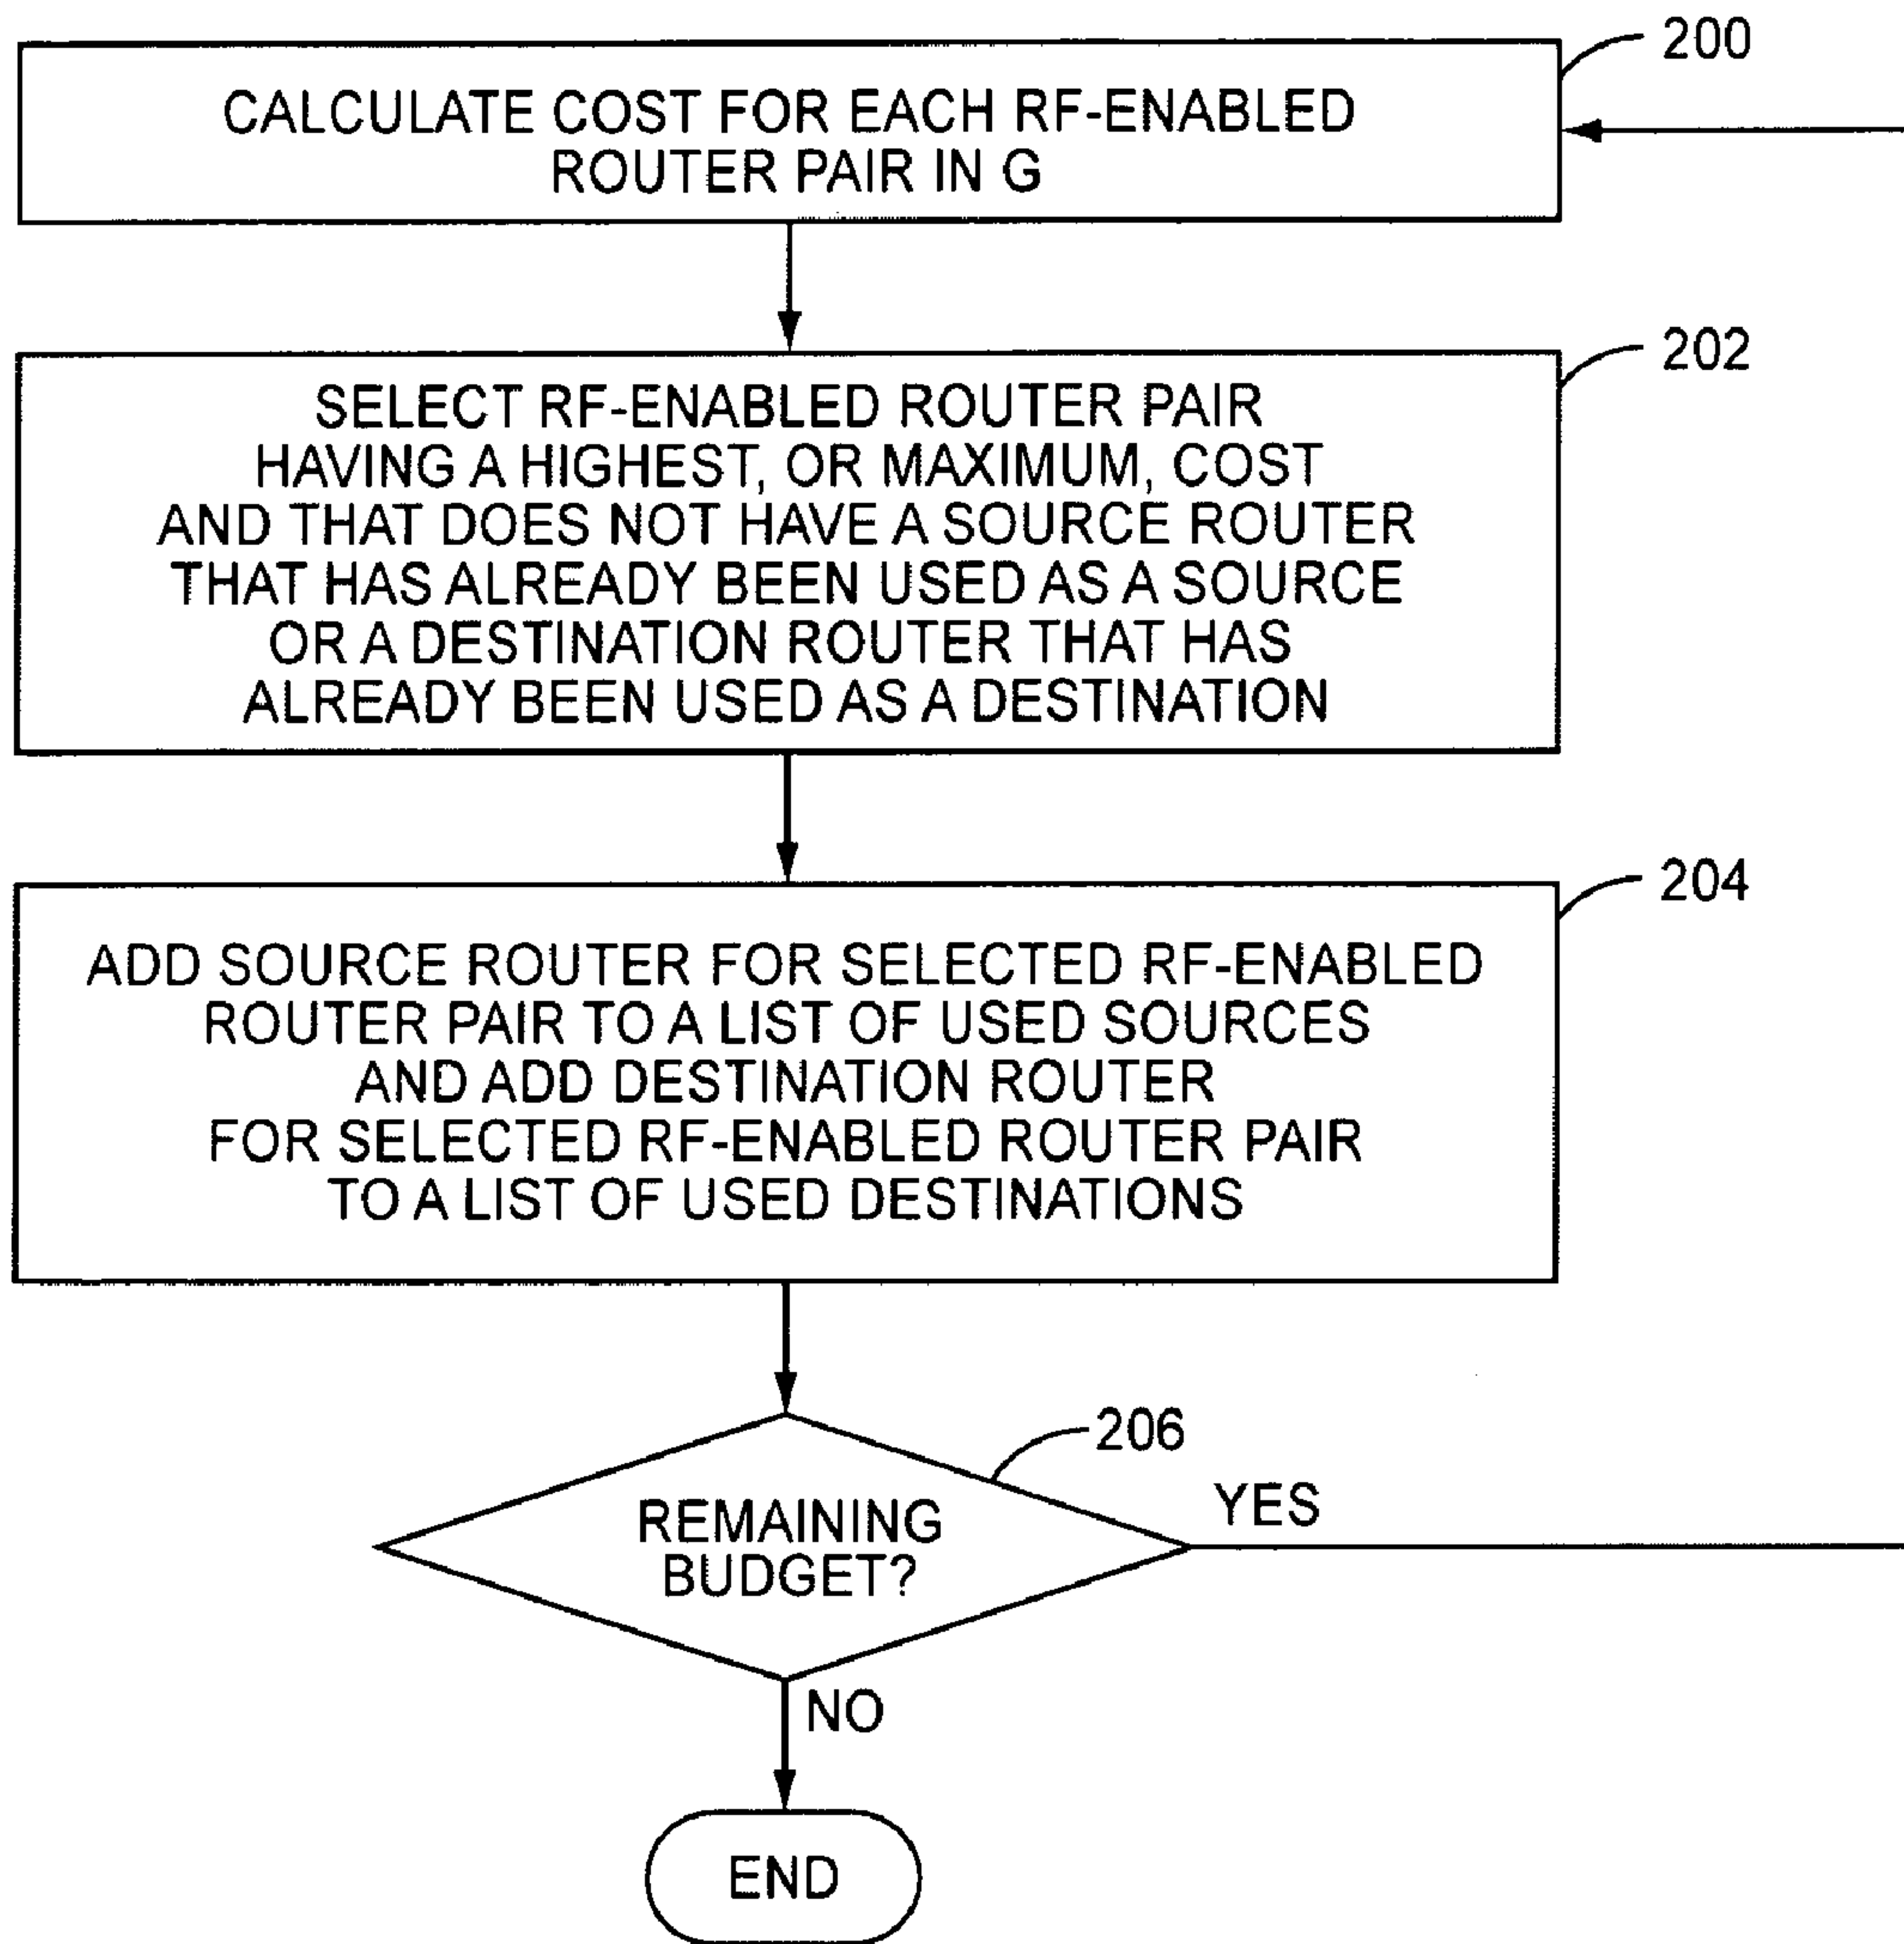 200
CALCULATE COST FOR EACH RF-ENABLED
ROUTER PAIR IN G
202
SELECT RF-ENABLED ROUTER PAIR
HAVING A HIGHEST, OR MAXIMUM, COST
AND THAT DOES NOT HAVE A SOURCE ROUTER
THAT HAS ALREADY BEEN USED AS A SOURCE
OR A DESTINATION ROUTER THAT HAS
ALREADY BEEN USED AS A DESTINATION
204
ADD SOURCE ROUTER FOR SELECTED RF-ENABLED
ROUTER PAIR TO A LIST OF USED SOURCES
AND ADD DESTINATION ROUTER
FOR SELECTED RF-ENABLED ROUTER PAIR
TO A LIST OF USED DESTINATIONS
206
REMAINING
BUDGET?
YES
NO
END